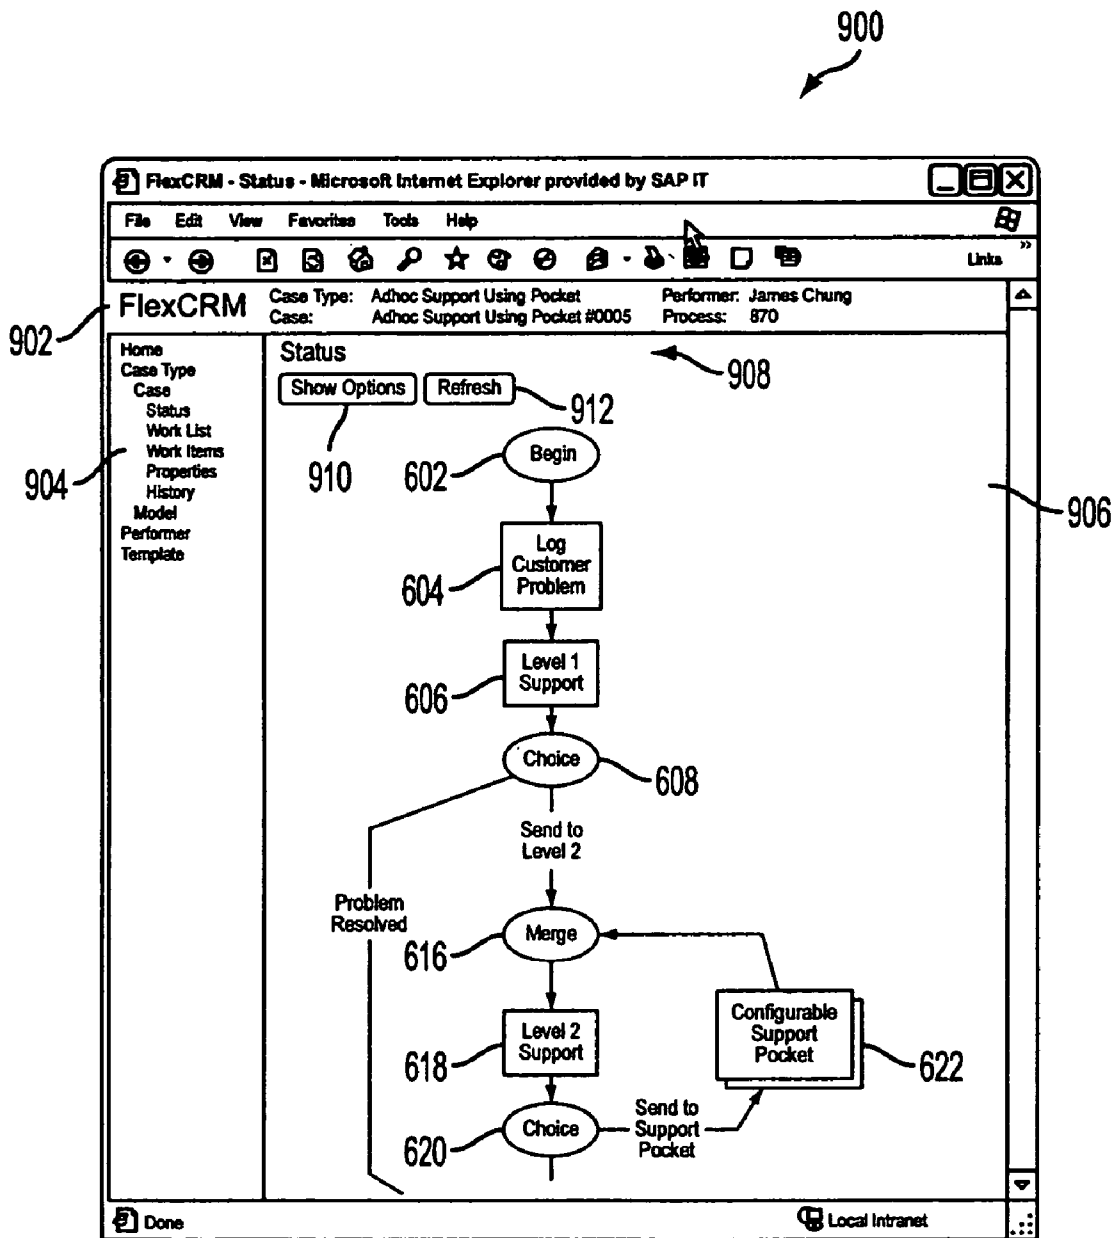 900
FlexCRM - Status - Microsoft Internet Explorer provided by SAP IT
File Edit View Favorites Tools Help
Links »
902
FlexCRM
Case Type: Adhoc Support Using Pocket Performer: James Chung
Case: Adhoc Support Using Pocket #0005 Process: 870
904
Home
Case Type
Case
Status
Work List
Work Items
Properties
History
Model
Performer
Template
Status
908
Show Options Refresh
910
912
906
602
Begin
604
Log
Customer
Problem
606
Level 1
Support
Choice
608
Send to
Level 2
Problem
Resolved
616
Merge
Configurable
Support
Pocket
622
618
Level 2
Support
620
Choice
Send to
Support
Pocket
Done
Local Intranet